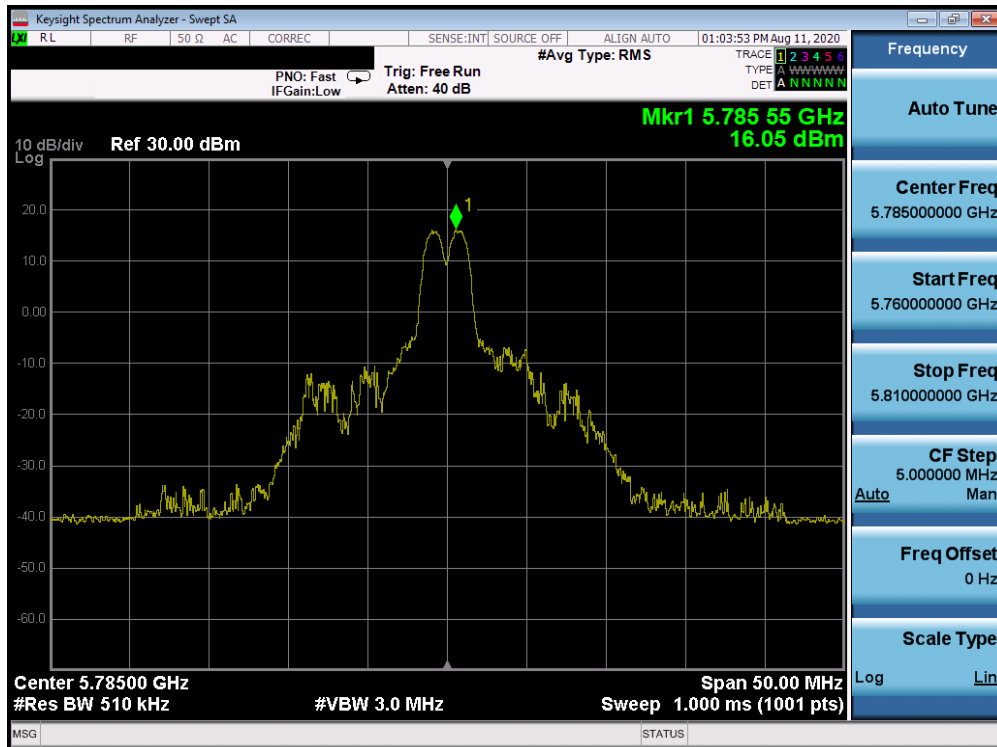 LXI Keysight Spectrum Analyzer - Swept SA
RL RF 50 Ω AC CORREC SENSE:INT SOURCE OFF ALIGN AUTO 01:03:53 PM Aug 11, 2020
#Avg Type: RMS
TRACE 1 2 3 4 5 6
TYPE A WWWWW
DET A N N N N N
PNO: Fast
IFGain:Low
Trig: Free Run
Atten: 40 dB
Mkr1 5.785 55 GHz
16.05 dBm
10 dB/div Ref 30.00 dBm
Log
1
20.0
10.0
0.00
-10.0
-20.0
-30.0
-40.0
-50.0
-60.0
Center 5.78500 GHz Span 50.00 MHz
#Res BW 510 kHz #VBW 3.0 MHz Sweep 1.000 ms (1001 pts)
MSG STATUS
Frequency
Auto Tune
Center Freq
5.785000000 GHz
Start Freq
5.760000000 GHz
Stop Freq
5.810000000 GHz
CF Step
5.000000 MHz
Auto Man
Freq Offset
0 Hz
Scale Type
Log Lin